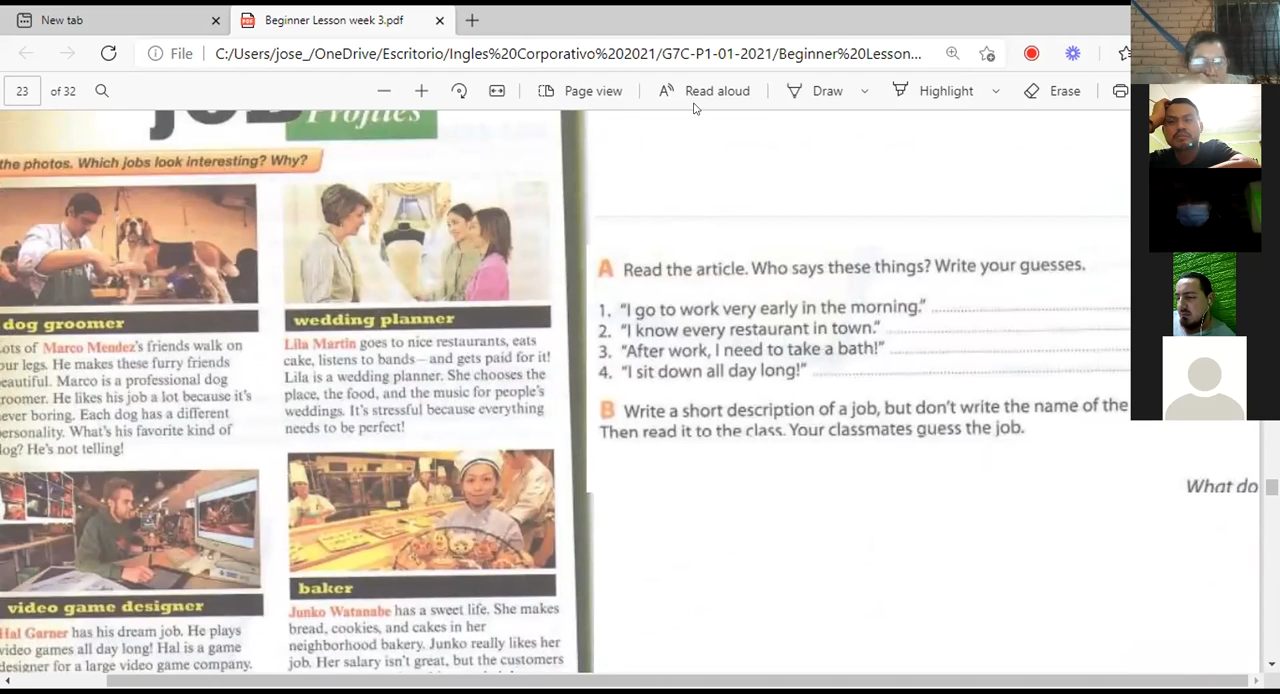 New tab
Beginner Lesson week 3.pdf
File
C:/Users/jose_/OneDrive/Escritorio/Ingles%20Corporativo%202021/G7C-P1-01-2021/Beginner%20Lesson...
23 of 32
Page view
Read aloud
Draw
Highlight
Erase
JOB
Profiles
the photos. Which jobs look interesting? Why?
dog groomer
ots of Marco Mendez's friends walk on
our legs. He makes these furry friends
eautiful. Marco is a professional dog
roomer. He likes his job a lot because it's
ever boring. Each dog has a different
ersonality. What's his favorite kind of
log? He's not telling!
wedding planner
Lila Martin goes to nice restaurants, eats
cake, listens to bands—and gets paid for it!
Lila is a wedding planner. She chooses the
place, the food, and the music for people's
weddings. It's stressful because everything
needs to be perfect!
video game designer
Hal Garner has his dream job. He plays
video games all day long! Hal is a game
designer for a large video game company.
baker
Junko Watanabe has a sweet life. She makes
bread, cookies, and cakes in her
neighborhood bakery. Junko really likes her
job. Her salary isn't great, but the customers
A Read the article. Who says these things? Write your guesses.
1. "I go to work very early in the morning."
2. "I know every restaurant in town."
3. "After work, I need to take a bath!"
4. "I sit down all day long!"
B Write a short description of a job, but don't write the name of the
Then read it to the class. Your classmates guess the job.
What do